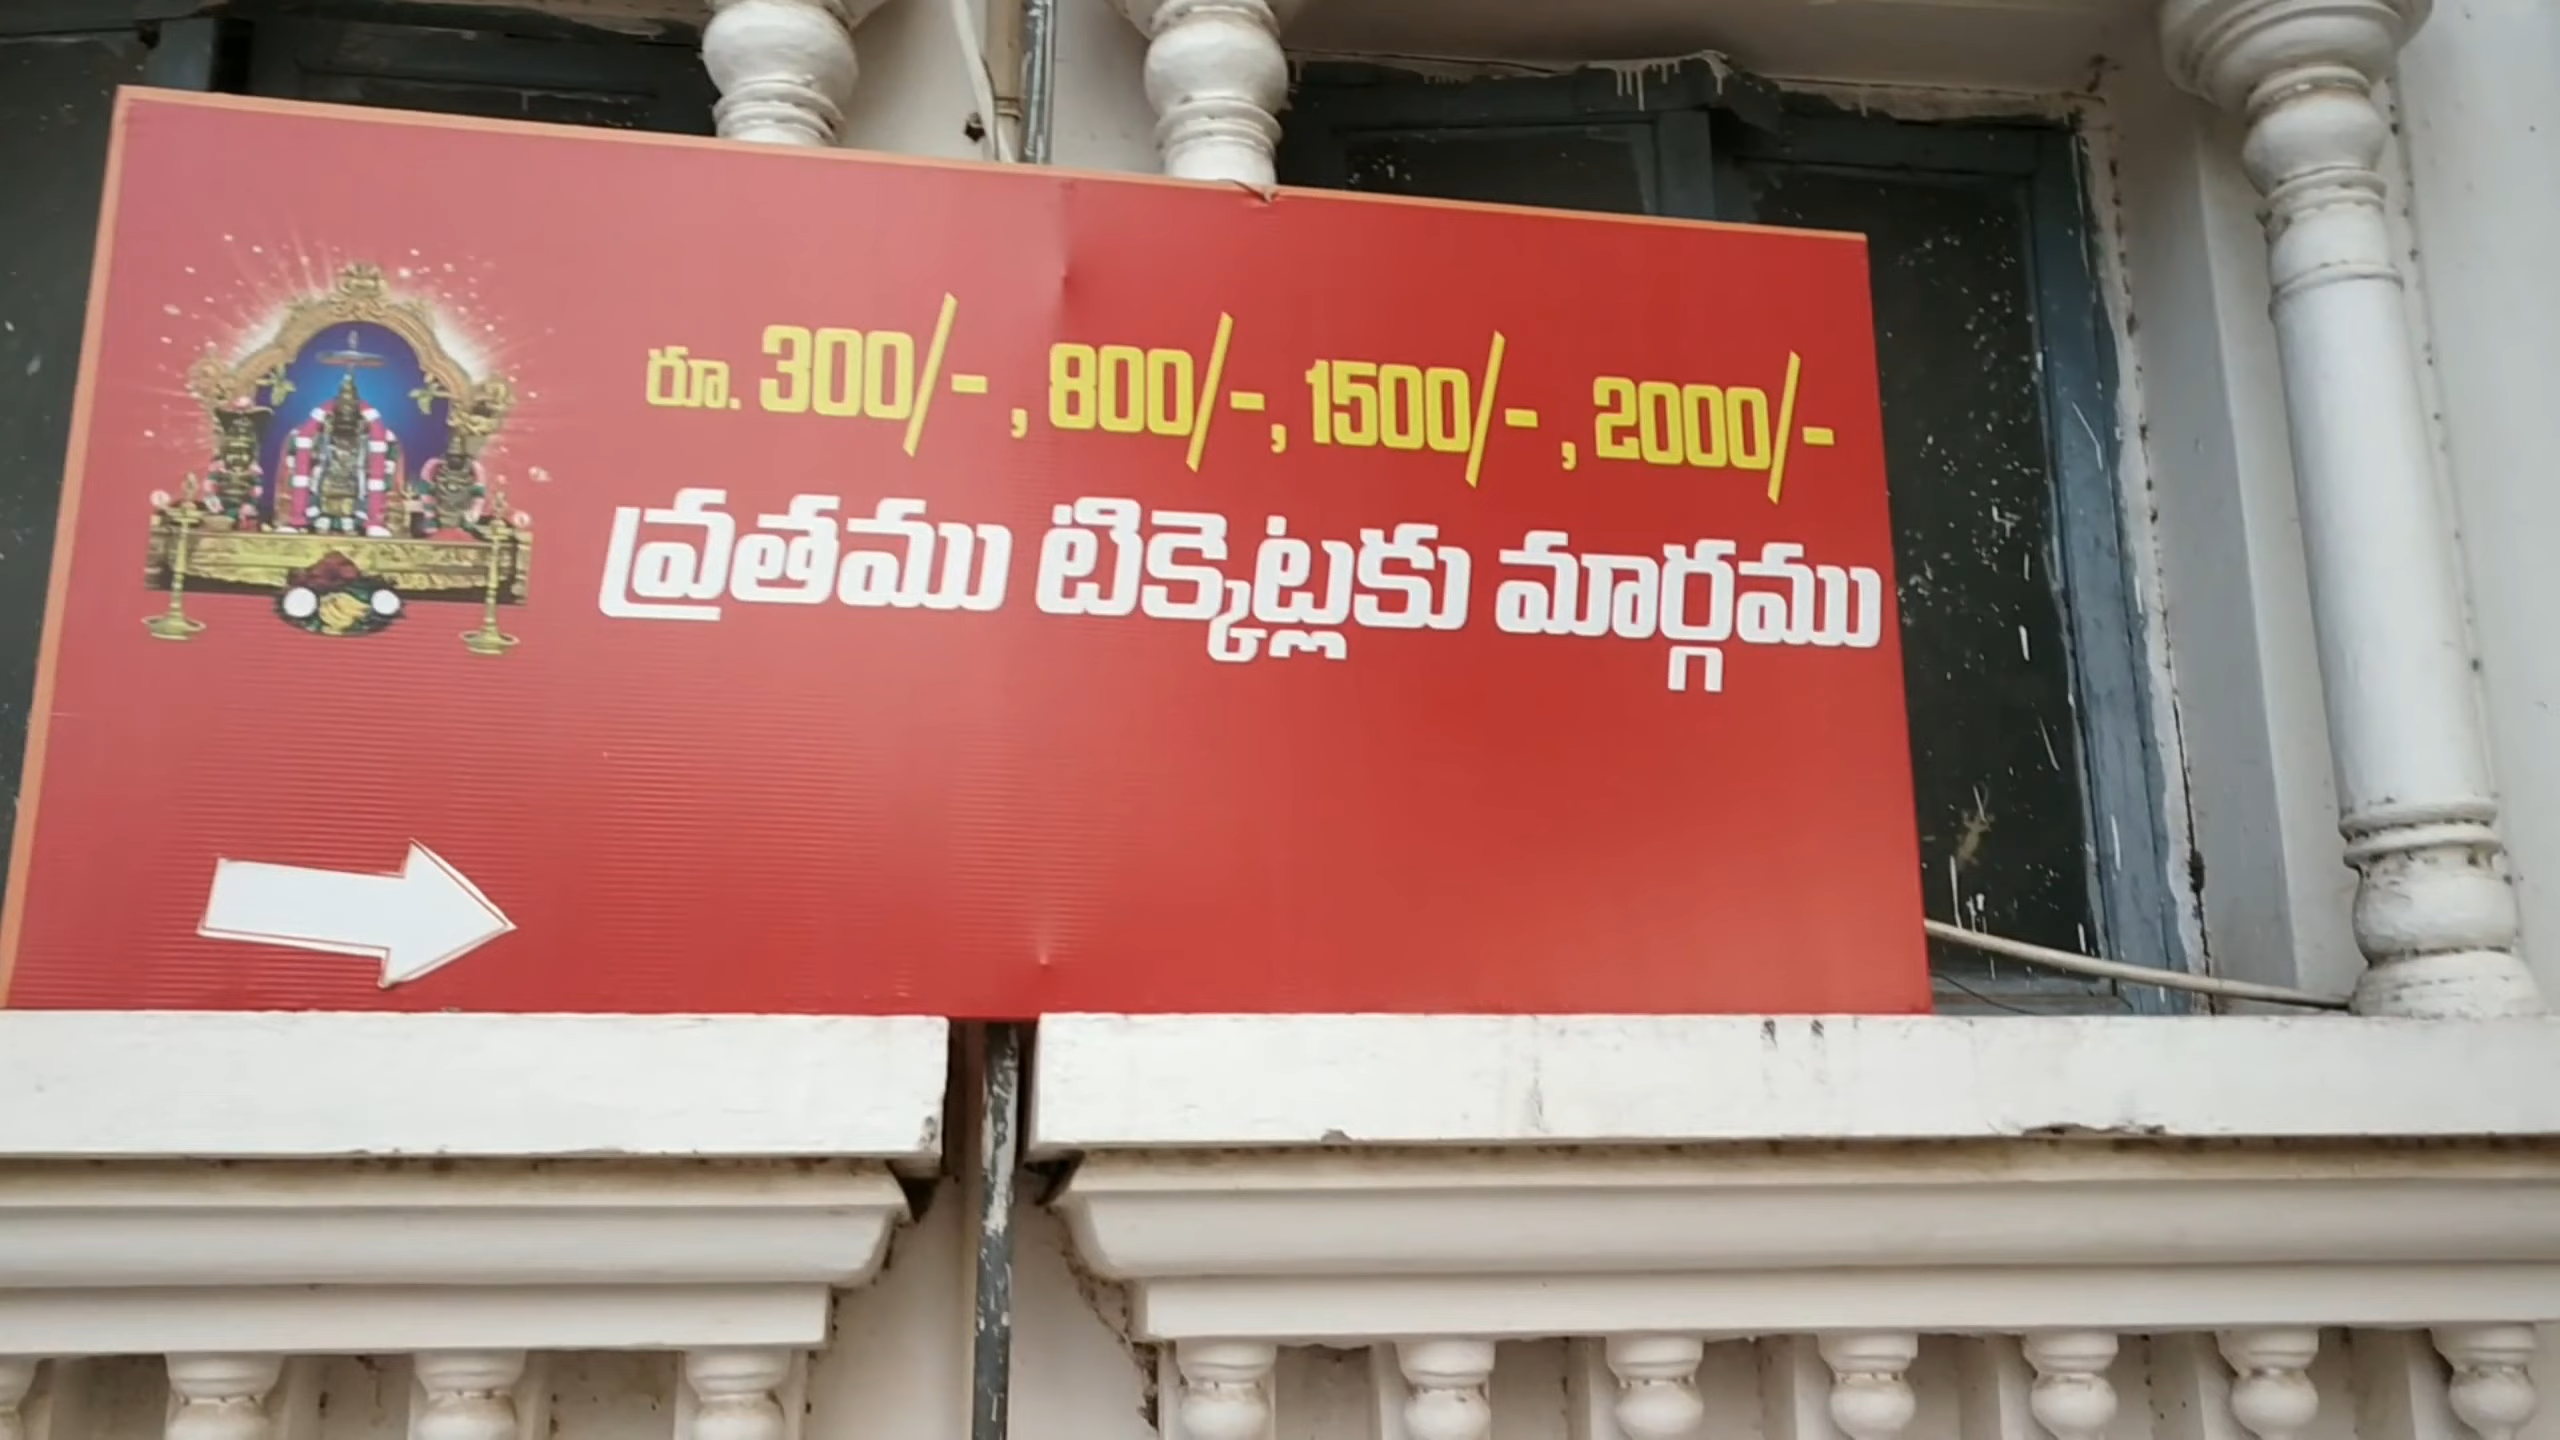 రూ. 300/- , 800/-, 1500/- , 2000/-
వ్రతము టిక్కెట్లకు మార్గము